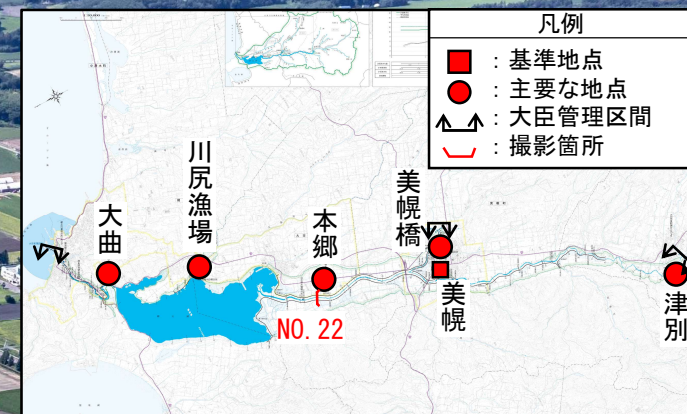 凡例
：基準地点
：主要な地点
：大臣管理区間
：撮影箇所
大曲
川尻漁場
本郷
美幌橋
美幌
津別
NO. 22